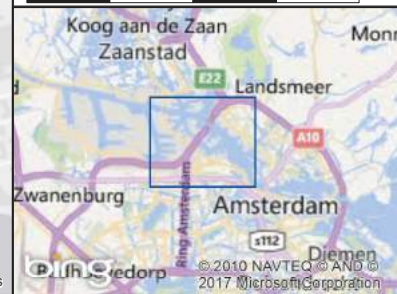 Koog aan de Zaan
Zaanstad
Monn
E22
Landsmeer
A10
Zwanenburg
Ring Amsterdam
Amsterdam
s112
Diemen
bing
© 2010 NAVTEQ © AND ©
2017 Microsoft Corporation